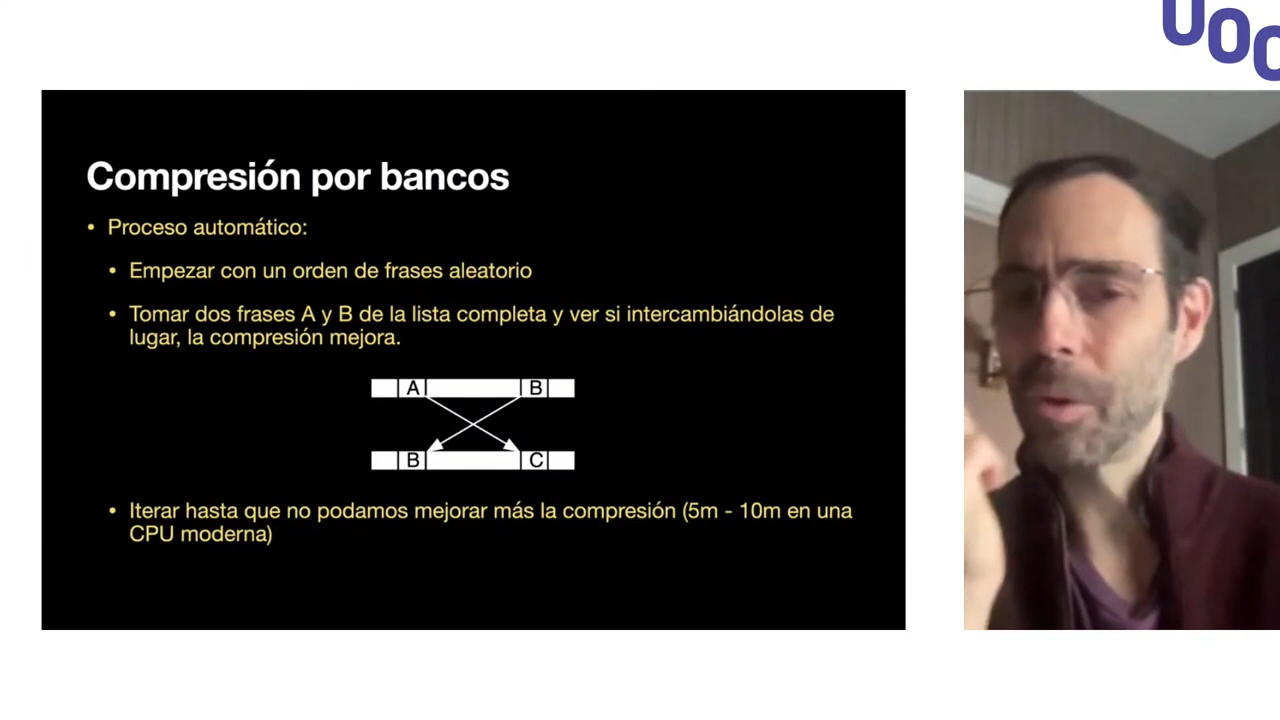 UOC
Compresión por bancos
• Proceso automático:
• Empezar con un orden de frases aleatorio
• Tomar dos frases A y B de la lista completa y ver si intercambiándolas de
lugar, la compresión mejora.
A B
B C
• Iterar hasta que no podamos mejorar más la compresión (5m - 10m en una
CPU moderna)